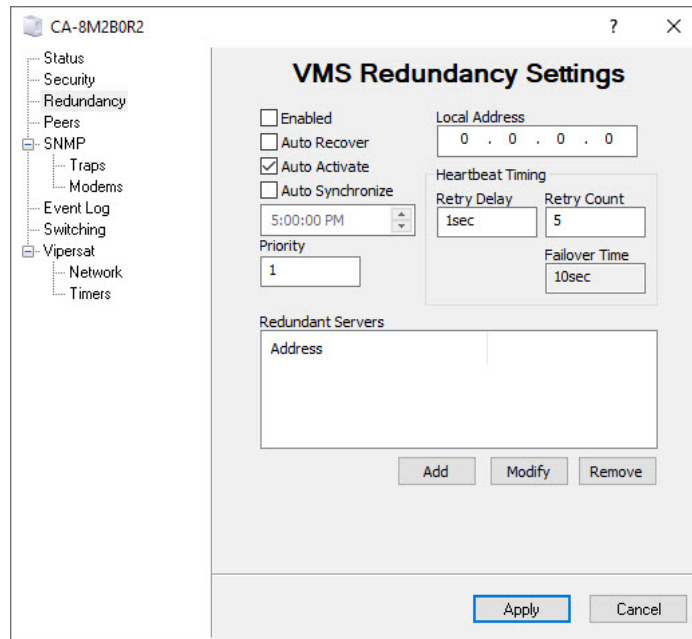 CA-8M2B0R2
Status
Security
Redundancy
Peers
SNMP
Traps
Modems
Event Log
Switching
Vipersat
Network
Timers
VMS Redundancy Settings
Enabled
Auto Recover
Auto Activate
Auto Synchronize
5:00:00 PM
Priority
1
Local Address
0 . 0 . 0 . 0
Heartbeat Timing
Retry Delay Retry Count
1sec 5
Failover Time
10sec
Redundant Servers
Address
Add Modify Remove
Apply Cancel